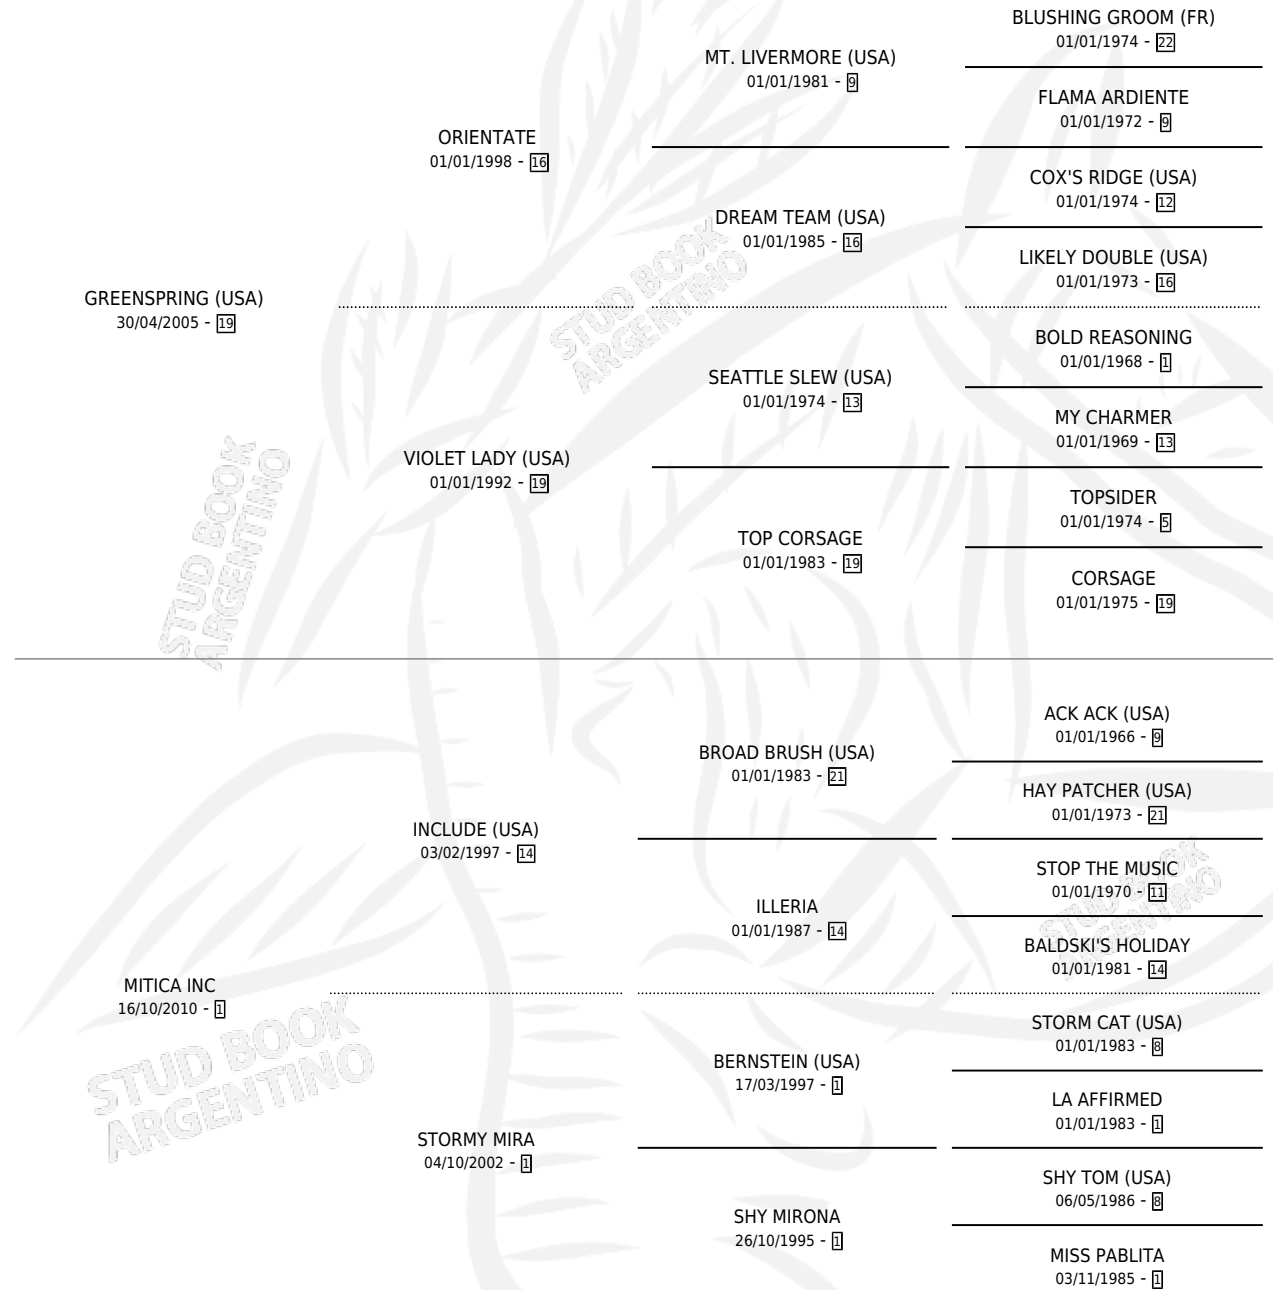 BLUSHING GROOM (FR)
01/01/1974 - 22
MT. LIVERMORE (USA)
01/01/1981 - 9
FLAMA ARDIENTE
01/01/1972 - 9
ORIENTATE
01/01/1998 - 16
COX'S RIDGE (USA)
01/01/1974 - 12
DREAM TEAM (USA)
01/01/1985 - 16
LIKELY DOUBLE (USA)
01/01/1973 - 16
GREENSPRING (USA)
30/04/2005 - 19
BOLD REASONING
01/01/1968 - 1
SEATTLE SLEW (USA)
01/01/1974 - 13
MY CHARMER
01/01/1969 - 13
VIOLET LADY (USA)
01/01/1992 - 19
TOPSIDER
01/01/1974 - 5
TOP CORSAGE
01/01/1983 - 19
CORSAGE
01/01/1975 - 19
ACK ACK (USA)
01/01/1966 - 9
BROAD BRUSH (USA)
01/01/1983 - 21
HAY PATCHER (USA)
01/01/1973 - 21
INCLUDE (USA)
03/02/1997 - 14
STOP THE MUSIC
01/01/1970 - 11
ILLERIA
01/01/1987 - 14
BALDSKI'S HOLIDAY
01/01/1981 - 14
MITICA INC
16/10/2010 - 1
STORM CAT (USA)
01/01/1983 - 8
BERNSTEIN (USA)
17/03/1997 - 1
LA AFFIRMED
01/01/1983 - 1
STORMY MIRA
04/10/2002 - 1
SHY TOM (USA)
06/05/1986 - 8
SHY MIRONA
26/10/1995 - 1
MISS PABLITA
03/11/1985 - 1
STUD BOOK
ARGENTINO
STUD BOOK
ARGENTINO
STUD BOOK
ARGENTINO
STUD BOOK
ARGENTINO